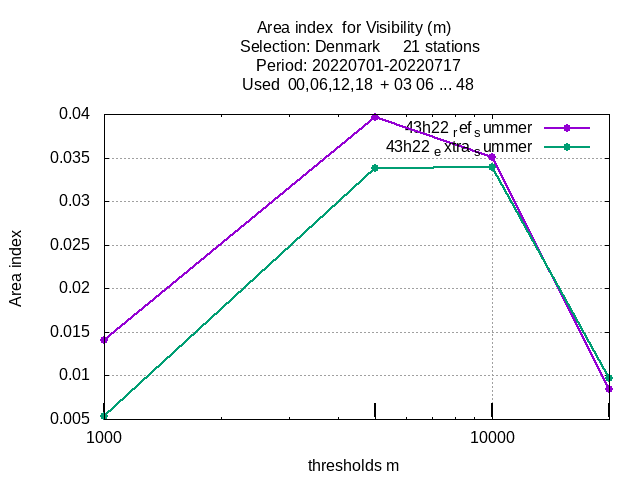 Area index  for Visibility (m)
Selection: Denmark     21 stations
Period: 20220701-20220717
Used  00,06,12,18  + 03 06 ... 48
43h22 ref summer
43h22 extra summer
0.04
0.035
0.03
0.025
0.02
0.015
0.01
0.005
Area index
1000
10000
thresholds m